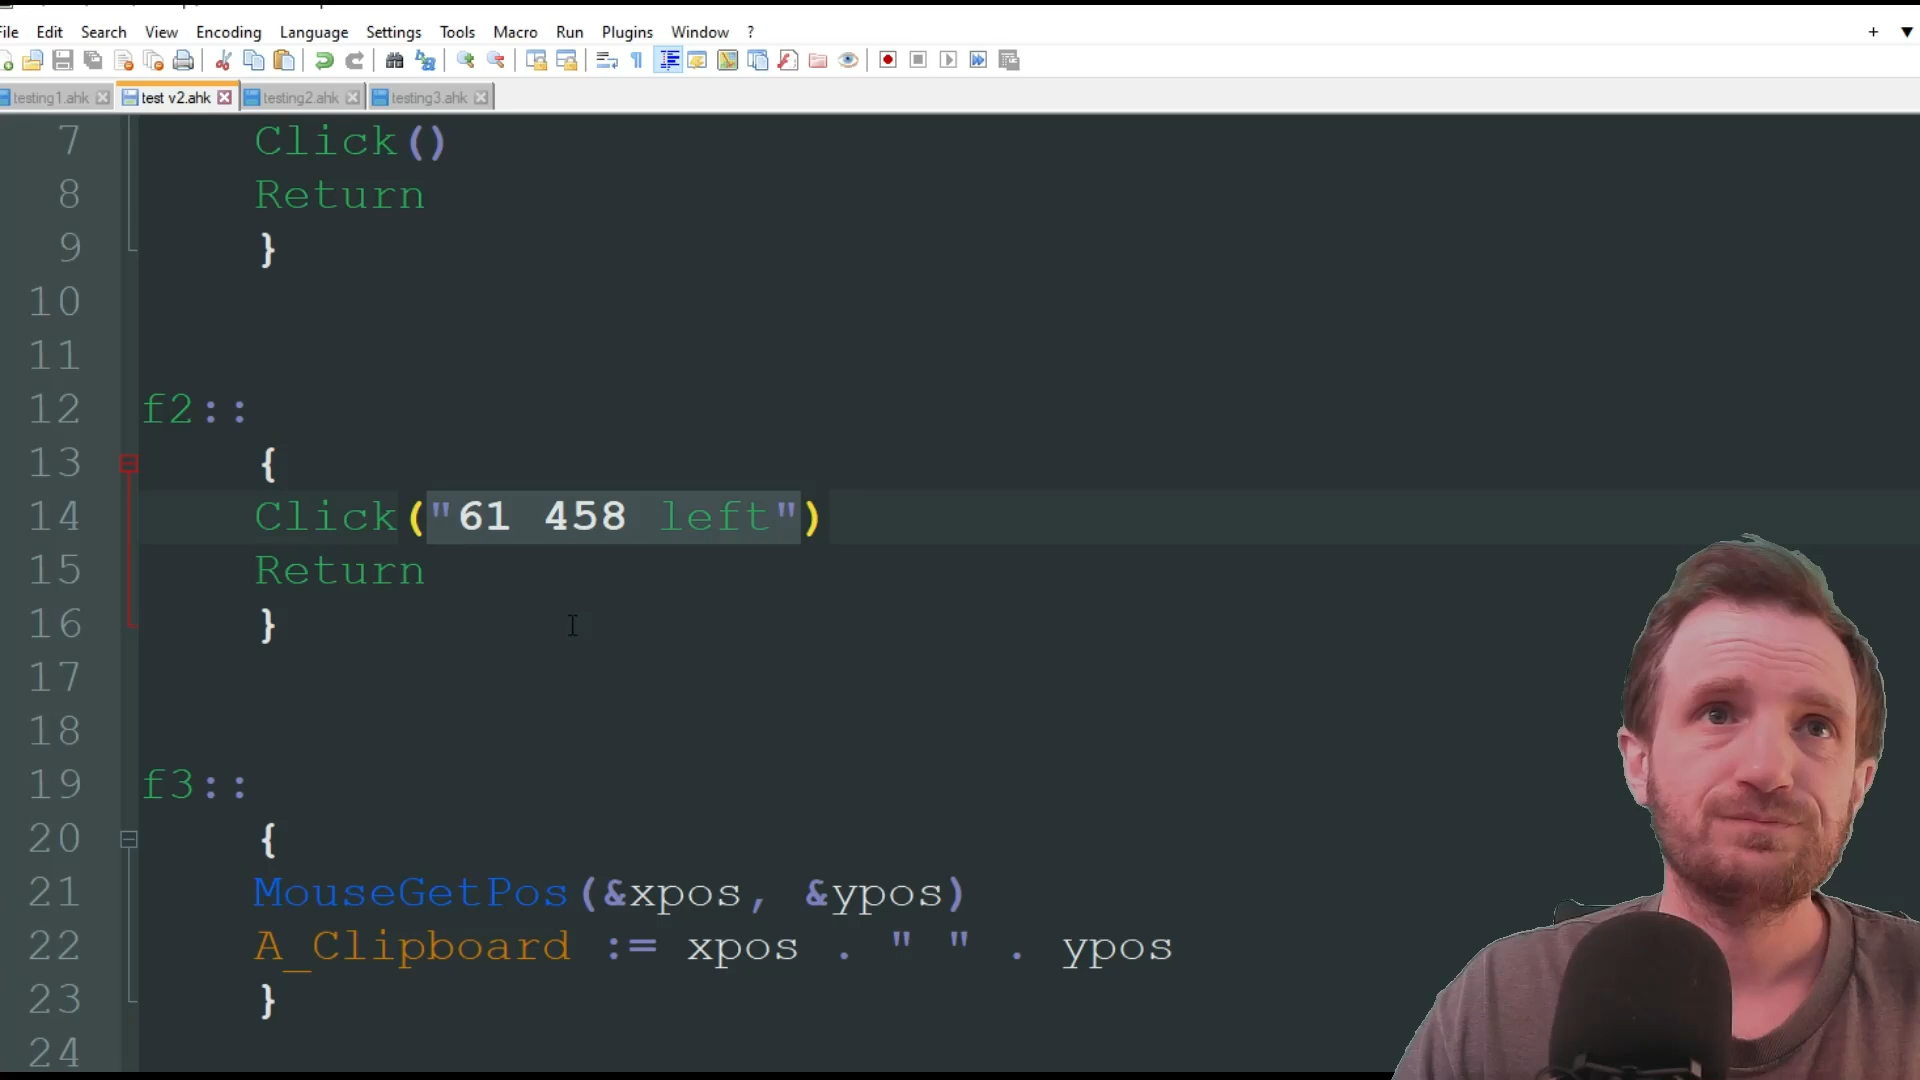 File Edit Search View Encoding Language Settings Tools Macro Run Plugins Window ? + ▼
testing1.ahk test v2.ahk testing2.ahk testing3.ahk
7 Click()
8 Return
9 }
10
11
12 f2::
13 {
14 Click("61 458 left")
15 Return
16 }
17
18
19 f3::
20 {
21 MouseGetPos(&xpos, &ypos)
22 A_Clipboard := xpos . " " . ypos
23 }
24